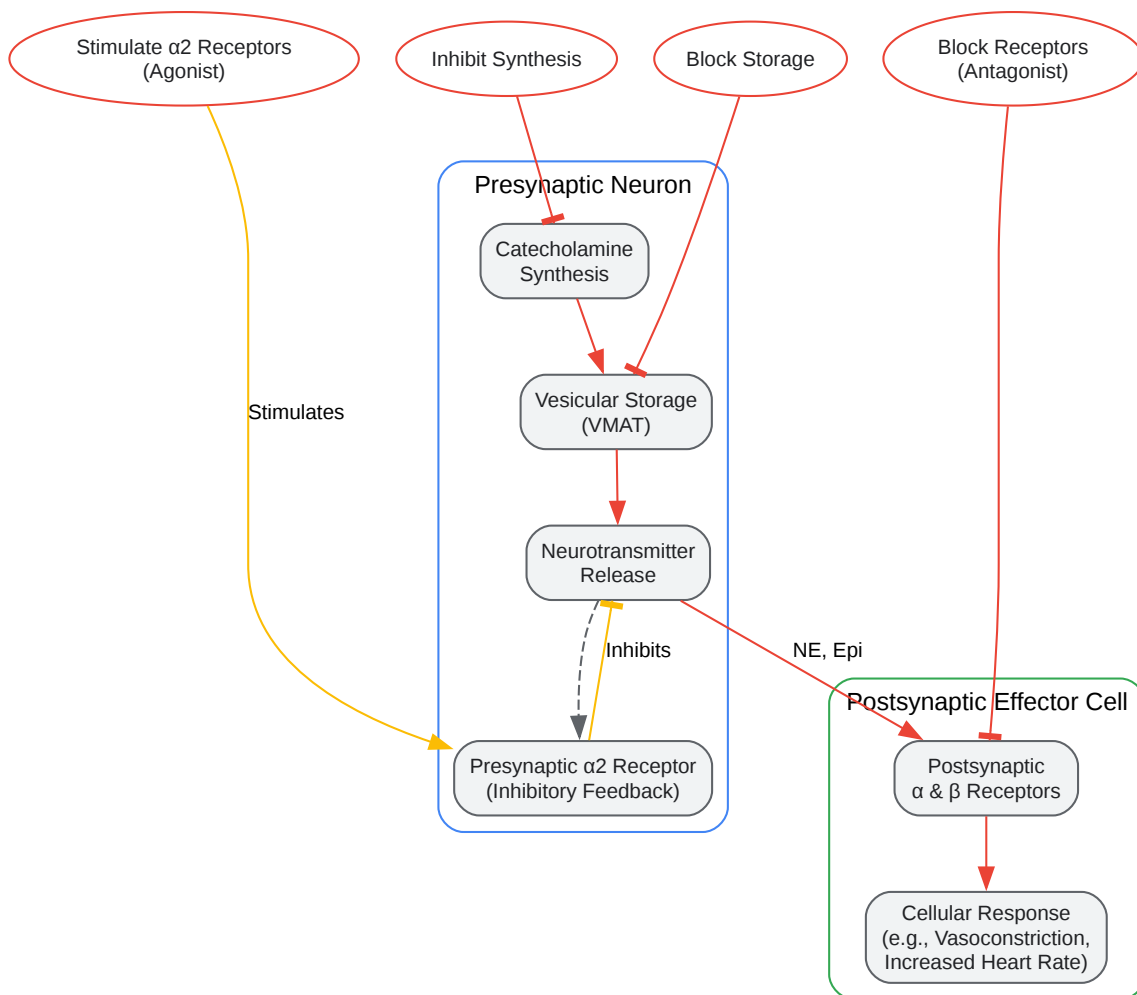 Stimulate α2 Receptors
(Agonist)
Inhibit Synthesis
Block Storage
Block Receptors
(Antagonist)
Presynaptic Neuron
Catecholamine
Synthesis
Vesicular Storage
(VMAT)
Stimulates
Neurotransmitter
Release
Inhibits
NE, Epi
Postsynaptic Effector Cell
Presynaptic α2 Receptor
(Inhibitory Feedback)
Postsynaptic
α & β Receptors
Cellular Response
(e.g., Vasoconstriction,
Increased Heart Rate)